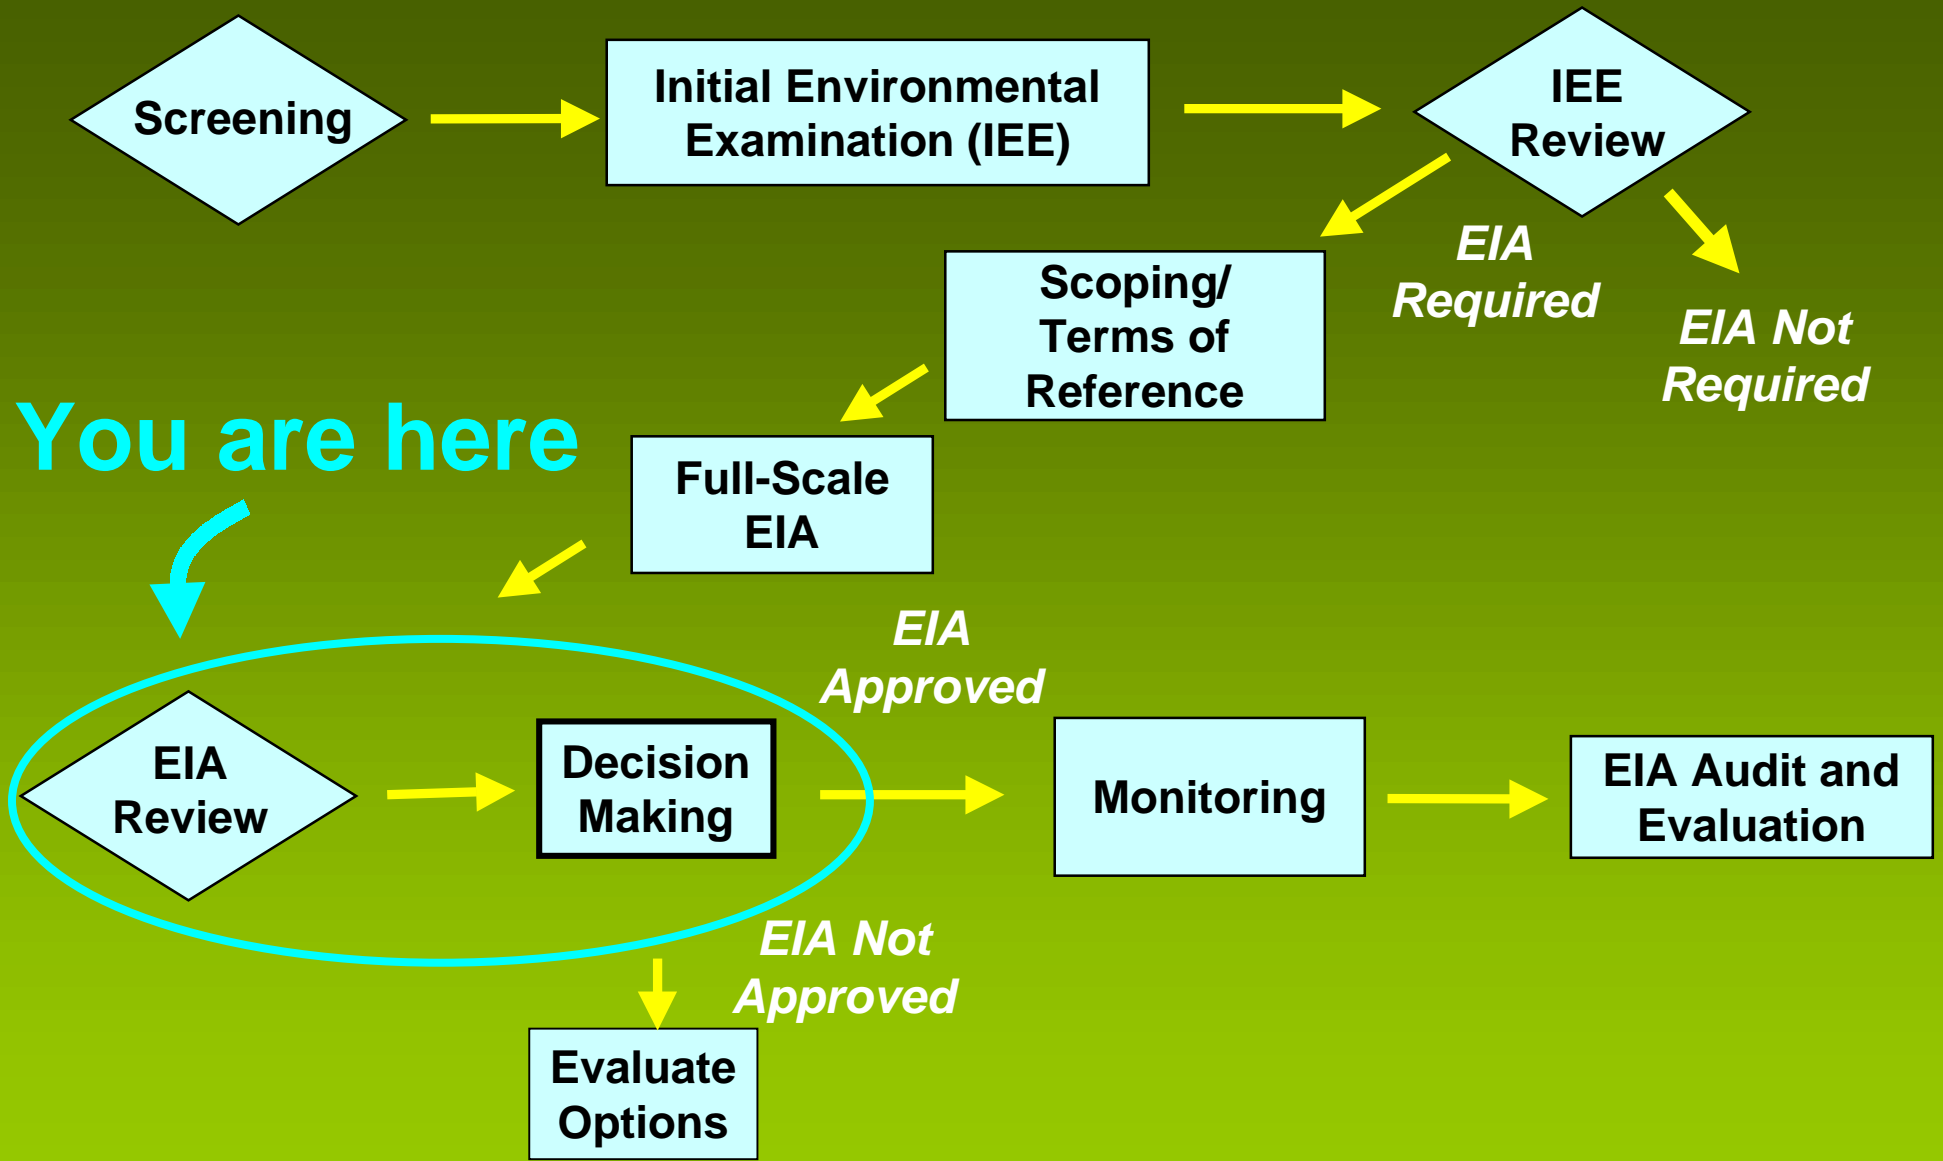 Screening
Initial Environmental
Examination (IEE)
IEE
Review
EIA
Required
EIA Not
Required
Scoping/
Terms of
Reference
You are here
Full-Scale
EIA
EIA
Approved
EIA
Review
Decision
Making
Monitoring
EIA Audit and
Evaluation
EIA Not
Approved
Evaluate
Options